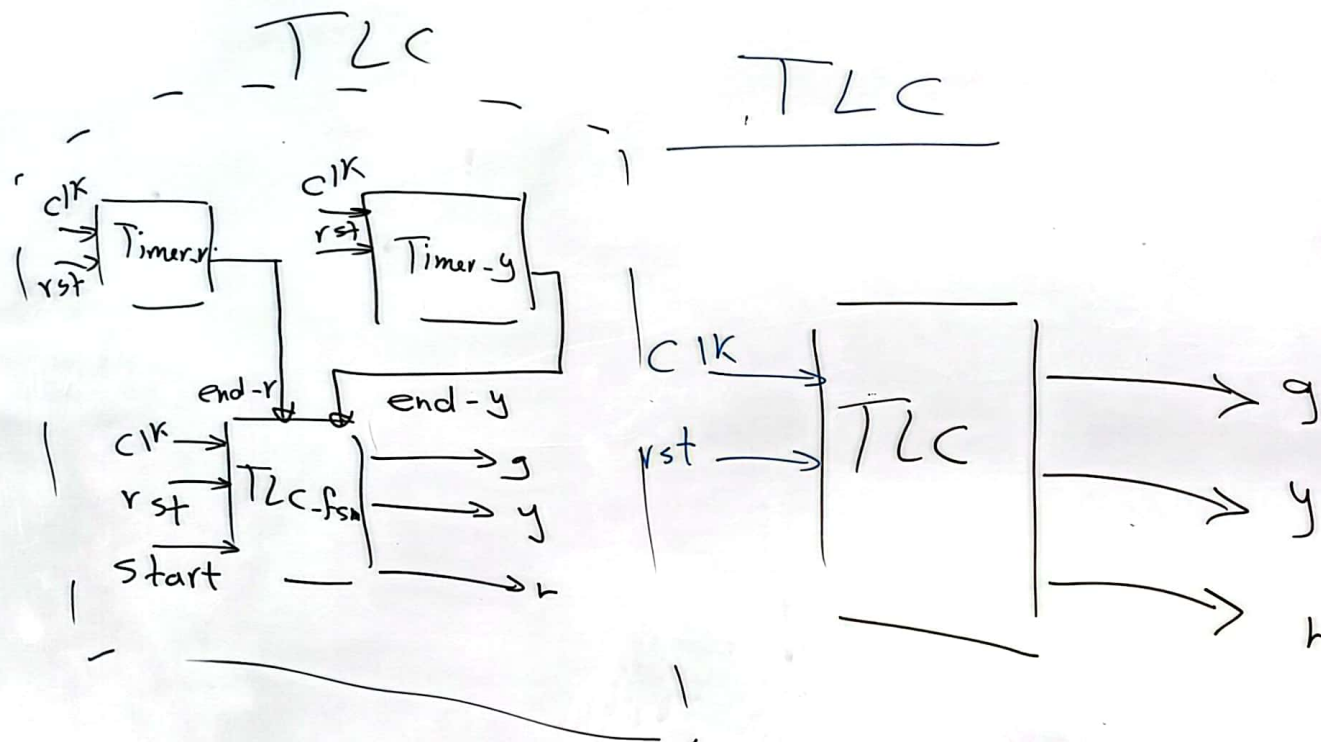 TLC
clk
rst
Timer-r
clk
rst
Timer-y
end-r
end-y
clk
rst
start
TLC-fsm
g
y
r
TLC
clk
rst
TLC
g
y
r